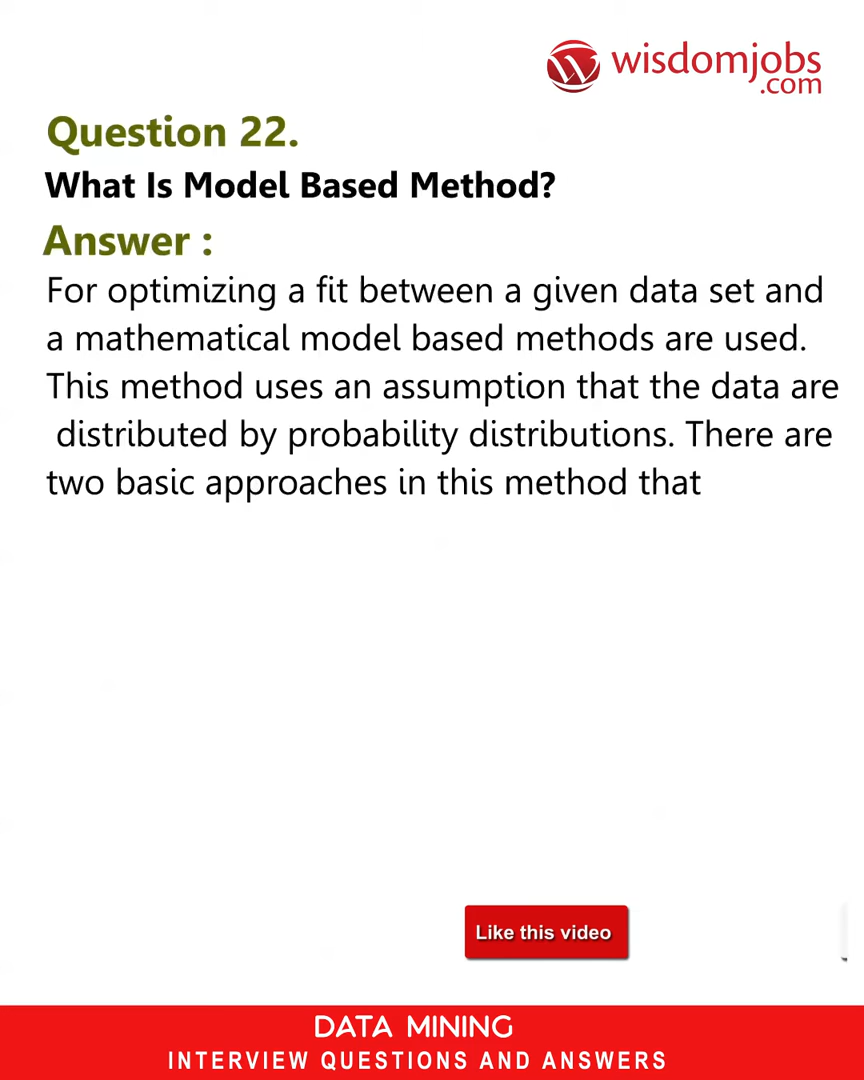 wisdomjobs
.com
Question 22.
What Is Model Based Method?
Answer :
For optimizing a fit between a given data set and
a mathematical model based methods are used.
This method uses an assumption that the data are
distributed by probability distributions. There are
two basic approaches in this method that
Like this video
DATA MINING
INTERVIEW QUESTIONS AND ANSWERS